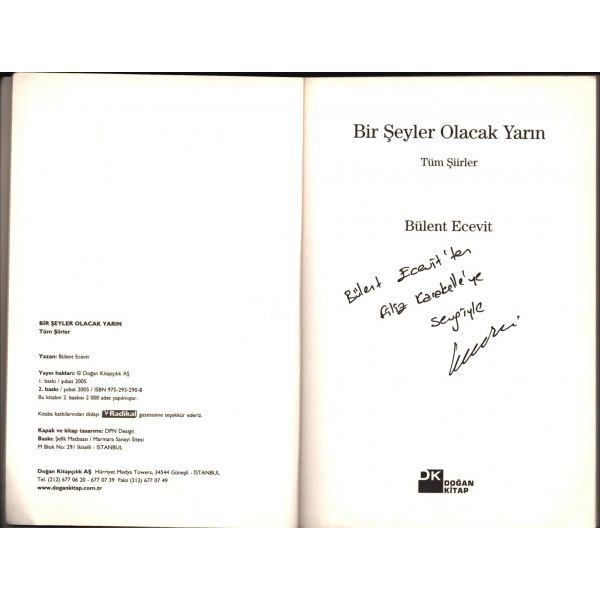 BİR ŞEYLER OLACAK YARIN
Tüm Şiirler
Yazan: Bülent Ecevit
Yayın hakları: © Doğan Kitapçılık AŞ
1. baskı / şubat 2005
2. baskı / şubat 2005 / ISBN 975-293-290-8
Bu kitabın 2. baskısı 2 000 adet yapılmıştır.
Kitaba katkılarından dolayı Radikal gazetesine teşekkür ederiz.
Kapak ve kitap tasarımı: DPN Design
Baskı: Şefik Matbaası / Marmara Sanayi Sitesi
M Blok No: 291 İkitelli - İSTANBUL
Doğan Kitapçılık AŞ Hürriyet Medya Towers, 34544 Güneşli - İSTANBUL
Tel. (212) 677 06 20 - 677 07 39 Faks (212) 677 07 49
www.dogankitap.com.tr
Bir Şeyler Olacak Yarın
Tüm Şiirler
Bülent Ecevit
Bülent Ecevit'ten
Filiz Karakelle'ye
sevgiyle
DK DOĞAN
KİTAP